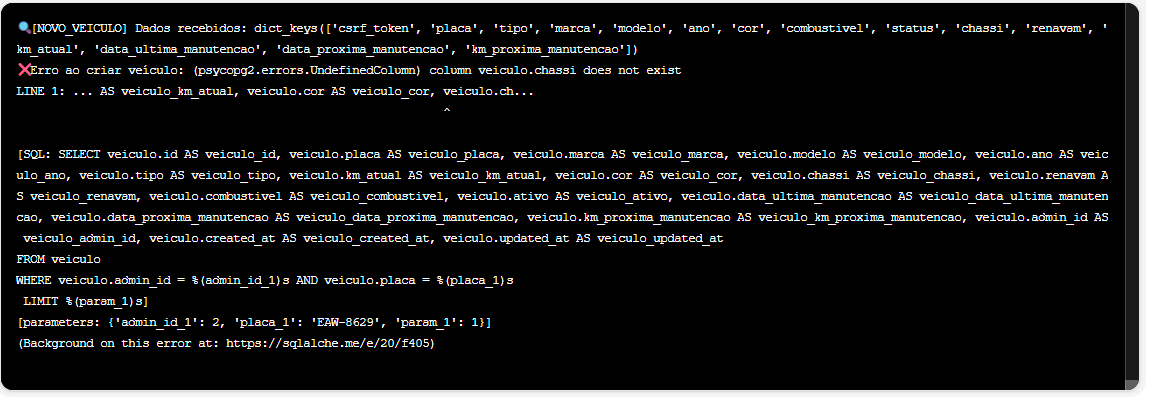 🔍[NOVO_VEICULO] Dados recebidos: dict_keys(['csrf_token', 'placa', 'tipo', 'marca', 'modelo', 'ano', 'cor', 'combustivel', 'status', 'chassi', 'renavam', '
km_atual', 'data_ultima_manutencao', 'data_proxima_manutencao', 'km_proxima_manutencao'])
❌Erro ao criar veículo: (psycopg2.errors.UndefinedColumn) column veiculo.chassi does not exist
LINE 1: ... AS veiculo_km_atual, veiculo.cor AS veiculo_cor, veiculo.ch...
^
[SQL: SELECT veiculo.id AS veiculo_id, veiculo.placa AS veiculo_placa, veiculo.marca AS veiculo_marca, veiculo.modelo AS veiculo_modelo, veiculo.ano AS veic
ulo_ano, veiculo.tipo AS veiculo_tipo, veiculo.km_atual AS veiculo_km_atual, veiculo.cor AS veiculo_cor, veiculo.chassi AS veiculo_chassi, veiculo.renavam A
S veiculo_renavam, veiculo.combustivel AS veiculo_combustivel, veiculo.ativo AS veiculo_ativo, veiculo.data_ultima_manutencao AS veiculo_data_ultima_manuten
cao, veiculo.data_proxima_manutencao AS veiculo_data_proxima_manutencao, veiculo.km_proxima_manutencao AS veiculo_km_proxima_manutencao, veiculo.admin_id AS
veiculo_admin_id, veiculo.created_at AS veiculo_created_at, veiculo.updated_at AS veiculo_updated_at
FROM veiculo
WHERE veiculo.admin_id = %(admin_id_1)s AND veiculo.placa = %(placa_1)s
LIMIT %(param_1)s]
[parameters: {'admin_id_1': 2, 'placa_1': 'EAW-8629', 'param_1': 1}]
(Background on this error at: https://sqlalche.me/e/20/f405)